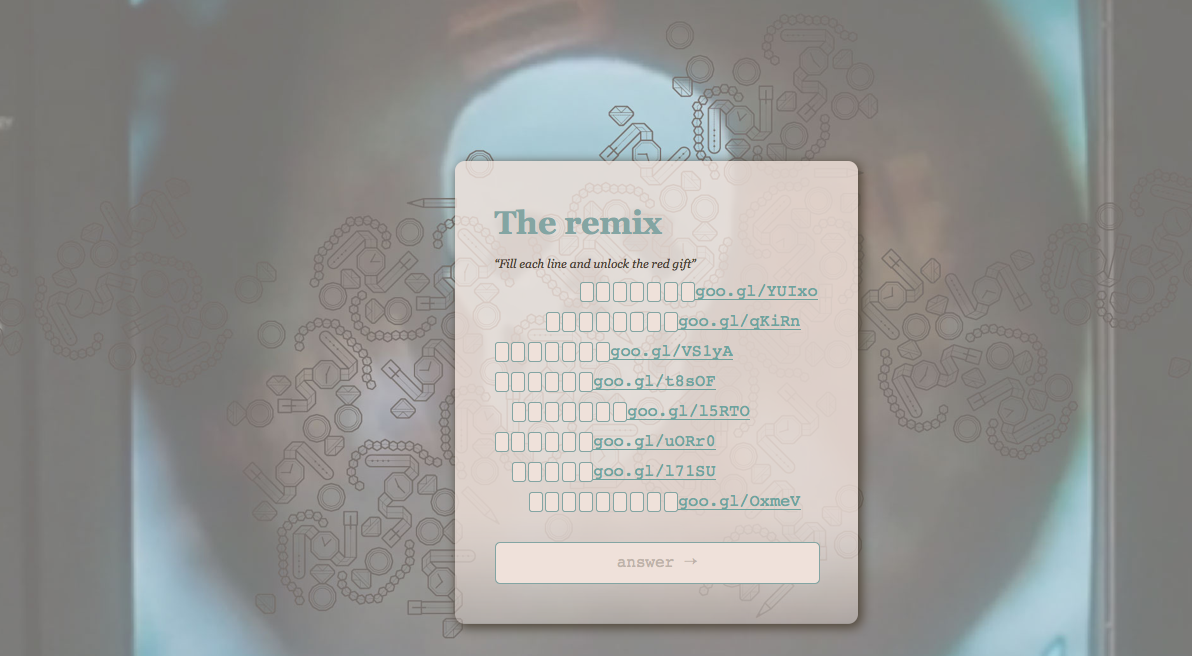 The remix
“Fill each line and unlock the red gift”
goo.gl/YUIxo
goo.gl/qKiRn
goo.gl/VS1yA
goo.gl/t8sOF
goo.gl/l5RTO
goo.gl/uORr0
goo.gl/l71SU
goo.gl/OxmeV
answer →